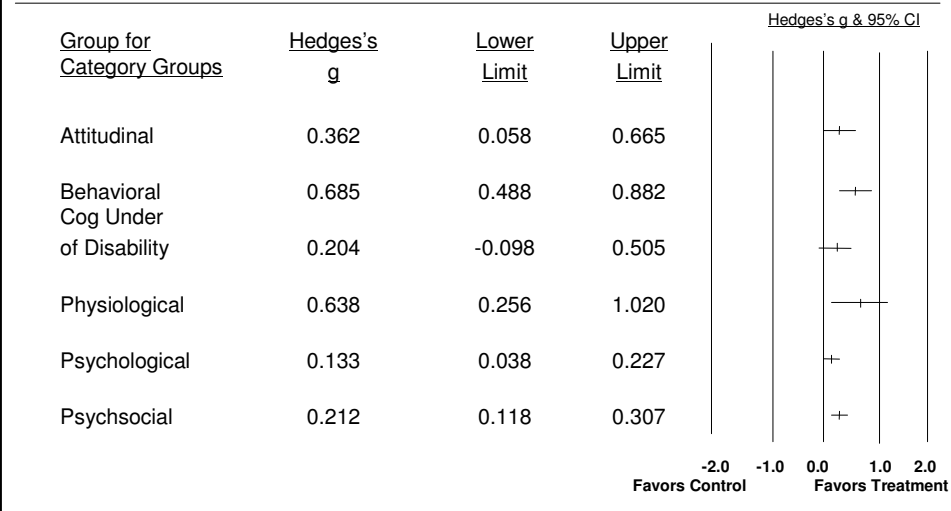 Hedges's g & 95% CI
Group for Hedges's Lower Upper
Category Groups g Limit Limit
Attitudinal 0.362 0.058 0.665
Behavioral 0.685 0.488 0.882
Cog Under
of Disability 0.204 -0.098 0.505
Physiological 0.638 0.256 1.020
Psychological 0.133 0.038 0.227
Psychsocial 0.212 0.118 0.307
-2.0 -1.0 0.0 1.0 2.0
Favors Control Favors Treatment